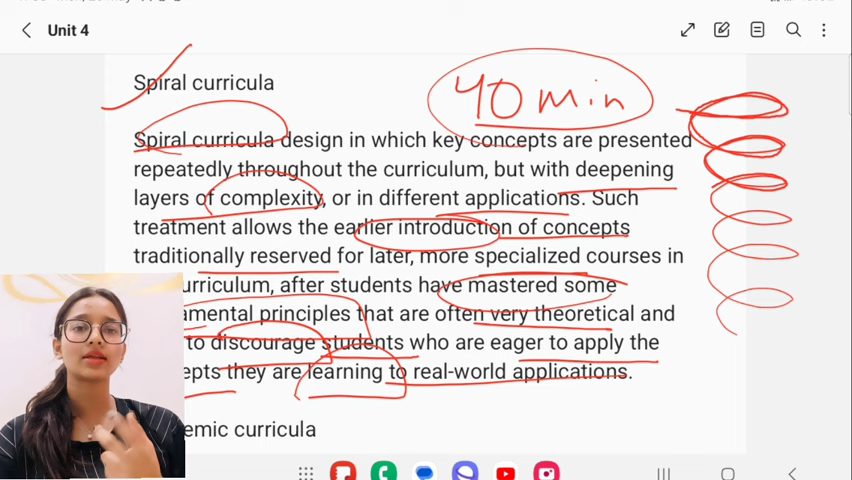 Unit 4
Spiral curricula
40 min
Spiral curricula design in which key concepts are presented
repeatedly throughout the curriculum, but with deepening
layers of complexity, or in different applications. Such
treatment allows the earlier introduction of concepts
traditionally reserved for later, more specialized courses in
urriculum, after students have mastered some
amental principles that are often very theoretical and
to discourage students who are eager to apply the
epts they are learning to real-world applications.
emic curricula